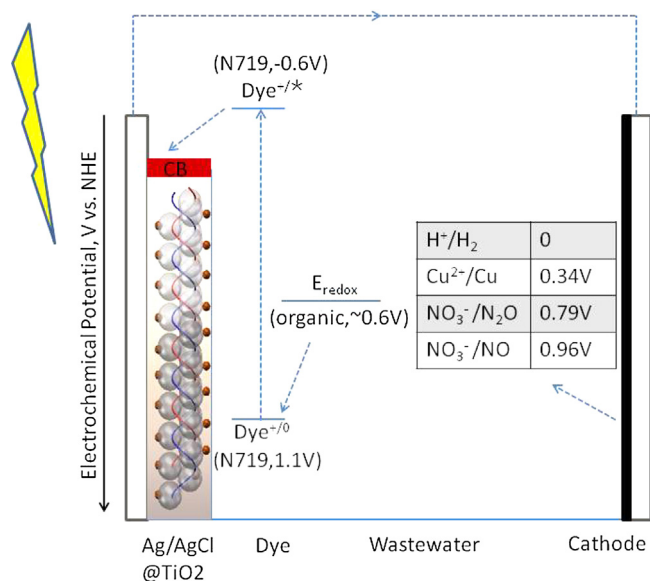 (N719,-0.6V)
Dye⁺/*
CB
Electrochemical Potential, V vs. NHE
E_redox
(organic,~0.6V)
H⁺/H₂ 0
Cu²⁺/Cu 0.34V
NO₃⁻/N₂O 0.79V
NO₃⁻/NO 0.96V
Dye⁺/⁰
(N719,1.1V)
Ag/AgCl
@TiO2
Dye
Wastewater
Cathode